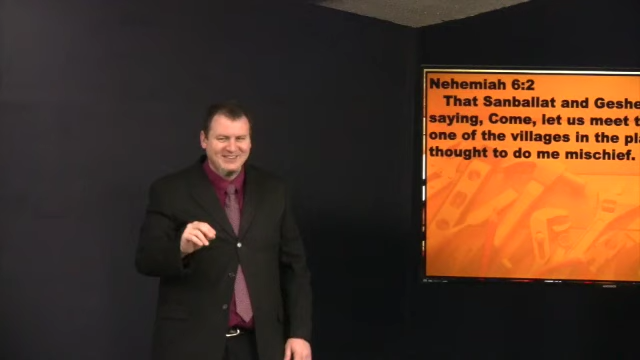 Nehemiah 6:2
That Sanballat and Geshe
saying, Come, let us meet t
one of the villages in the pla
thought to do me mischief.